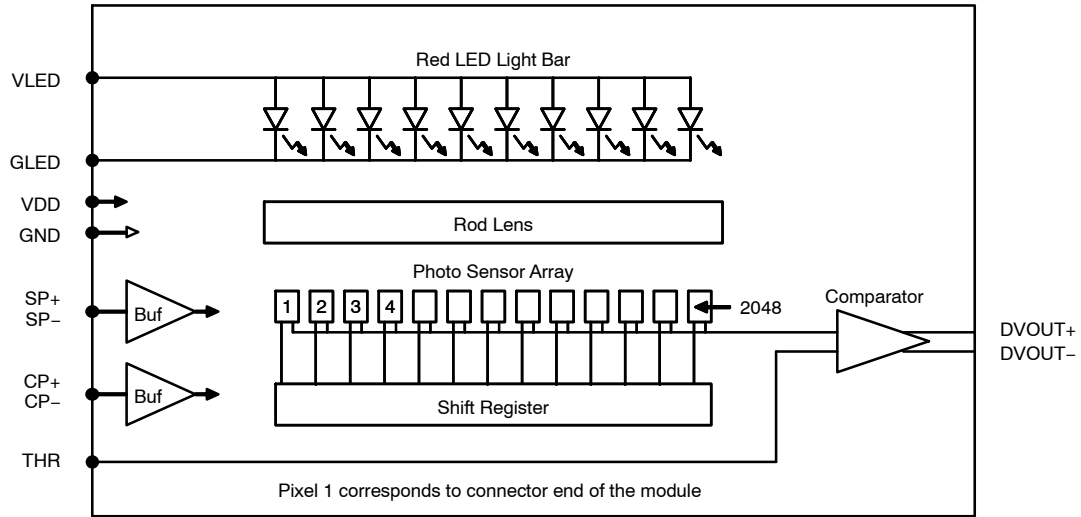 Red LED Light Bar
VLED
GLED
VDD
GND
Rod Lens
Photo Sensor Array
SP+
SP−
Buf
1 2 3 4
2048
Comparator
DVOUT+
DVOUT−
CP+
CP−
Buf
Shift Register
THR
Pixel 1 corresponds to connector end of the module